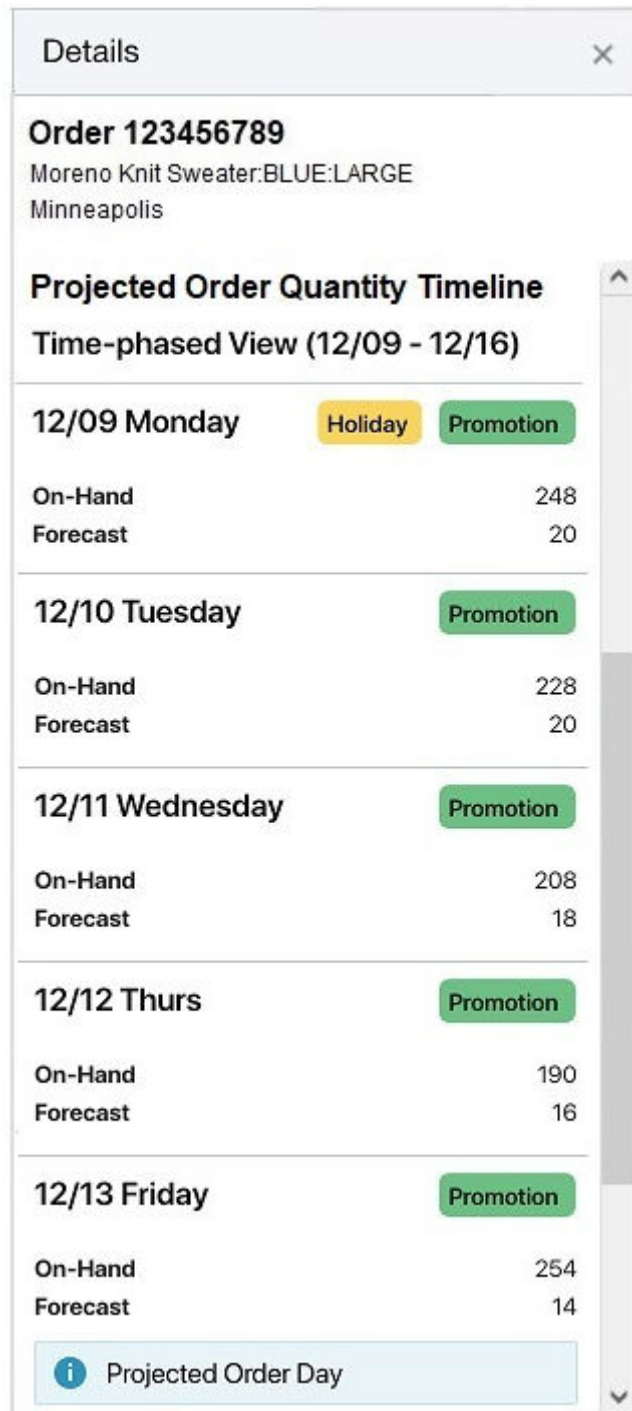 Details ×
Order 123456789
Moreno Knit Sweater:BLUE:LARGE
Minneapolis
Projected Order Quantity Timeline
Time-phased View (12/09 - 12/16)
12/09 Monday Holiday Promotion
On-Hand 248
Forecast 20
12/10 Tuesday Promotion
On-Hand 228
Forecast 20
12/11 Wednesday Promotion
On-Hand 208
Forecast 18
12/12 Thurs Promotion
On-Hand 190
Forecast 16
12/13 Friday Promotion
On-Hand 254
Forecast 14
Projected Order Day